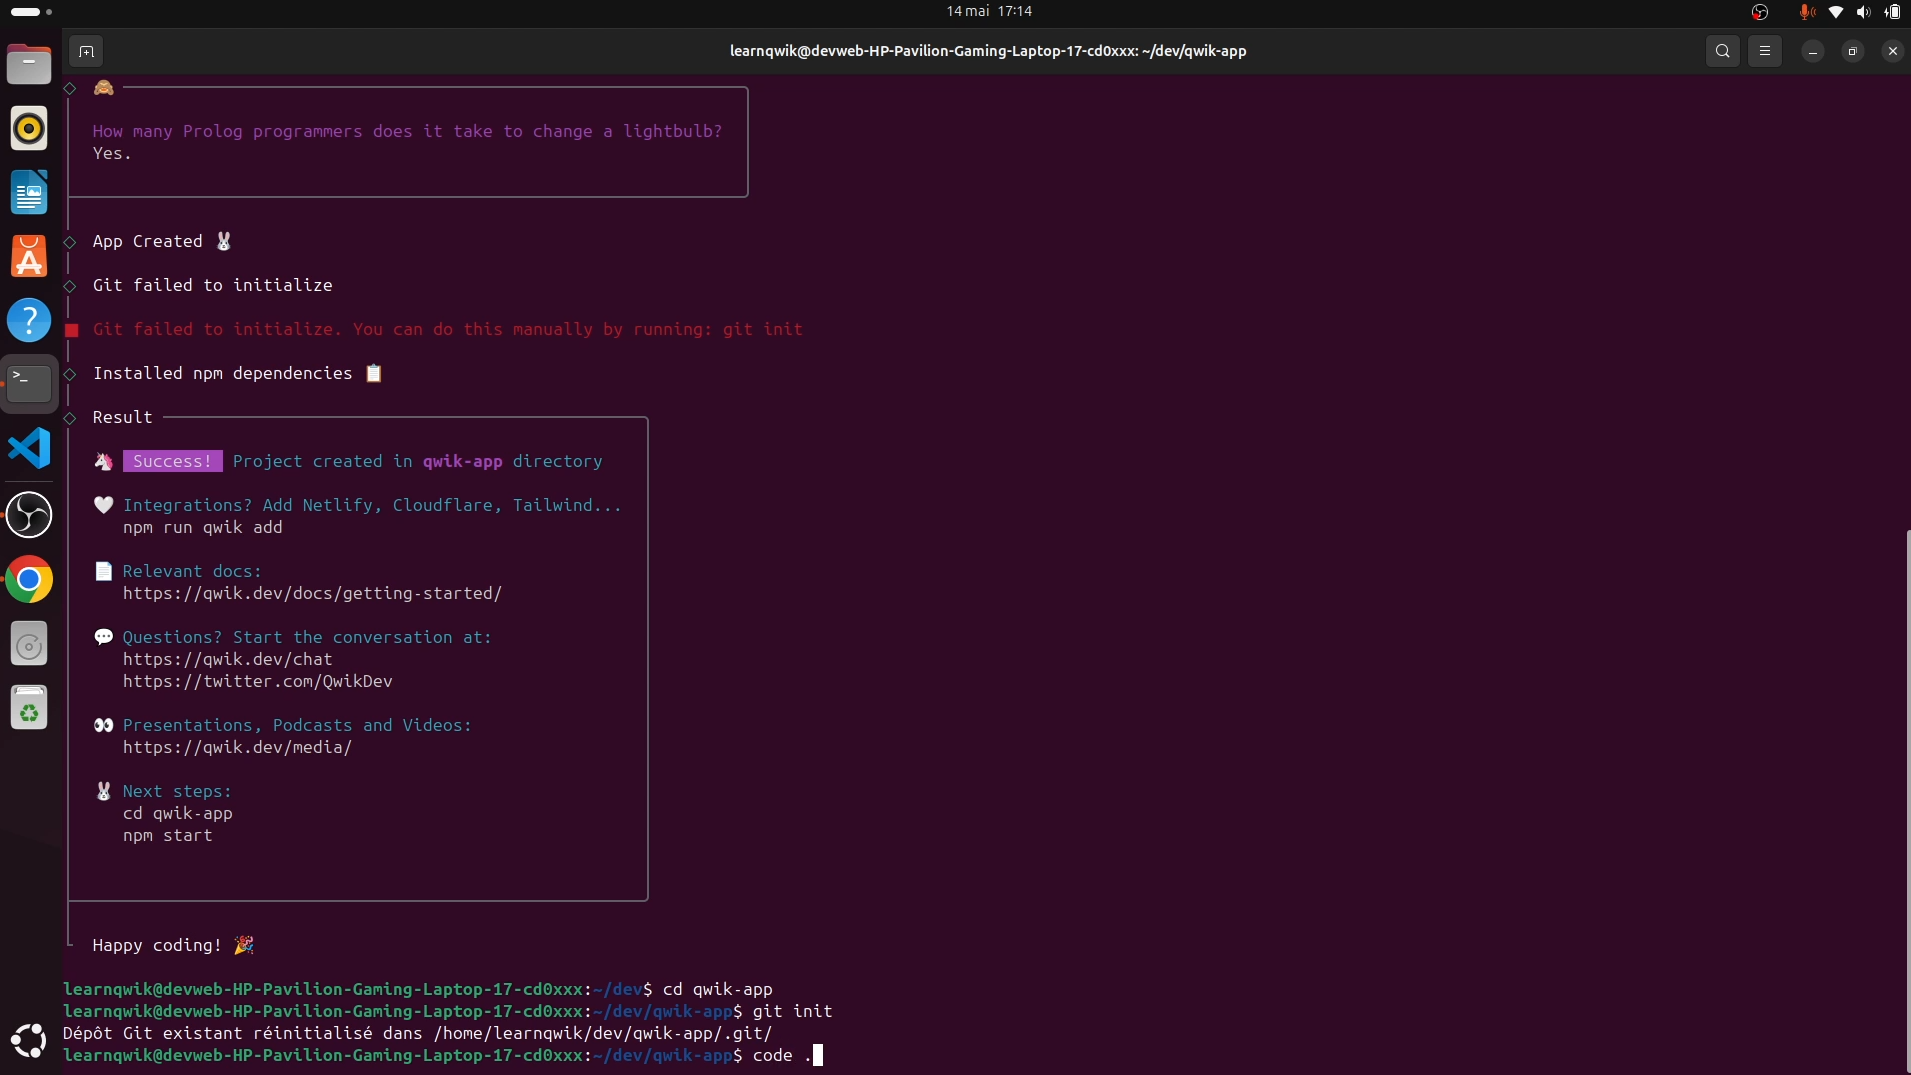 14 mai 17:14
learnqwik@devweb-HP-Pavilion-Gaming-Laptop-17-cd0xxx: ~/dev/qwik-app
How many Prolog programmers does it take to change a lightbulb?
Yes.
App Created 🐰
Git failed to initialize
Git failed to initialize. You can do this manually by running: git init
Installed npm dependencies 📋
Result
🦄 Success! Project created in qwik-app directory
🤍 Integrations? Add Netlify, Cloudflare, Tailwind...
npm run qwik add
📄 Relevant docs:
https://qwik.dev/docs/getting-started/
💬 Questions? Start the conversation at:
https://qwik.dev/chat
https://twitter.com/QwikDev
👀 Presentations, Podcasts and Videos:
https://qwik.dev/media/
🐰 Next steps:
cd qwik-app
npm start
Happy coding! 🎉
learnqwik@devweb-HP-Pavilion-Gaming-Laptop-17-cd0xxx:~/dev$ cd qwik-app
learnqwik@devweb-HP-Pavilion-Gaming-Laptop-17-cd0xxx:~/dev/qwik-app$ git init
Dépôt Git existant réinitialisé dans /home/learnqwik/dev/qwik-app/.git/
learnqwik@devweb-HP-Pavilion-Gaming-Laptop-17-cd0xxx:~/dev/qwik-app$ code .